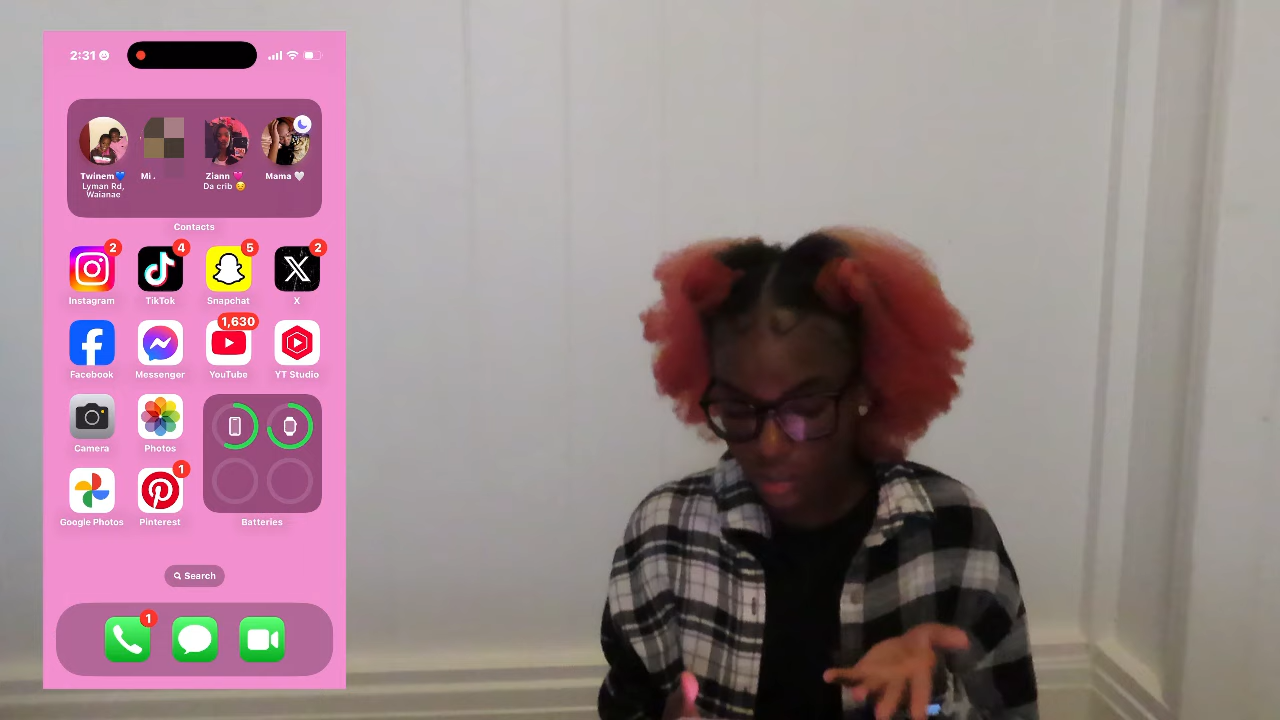 2:31
Twinem💙 Mi . Ziann 💓 Mama 🤍
Lyman Rd, Da crib 😌
Waianae
Contacts
2 4 5 2
Instagram TikTok Snapchat X
1,630
Facebook Messenger YouTube YT Studio
Camera Photos
1
Google Photos Pinterest Batteries
Search
1